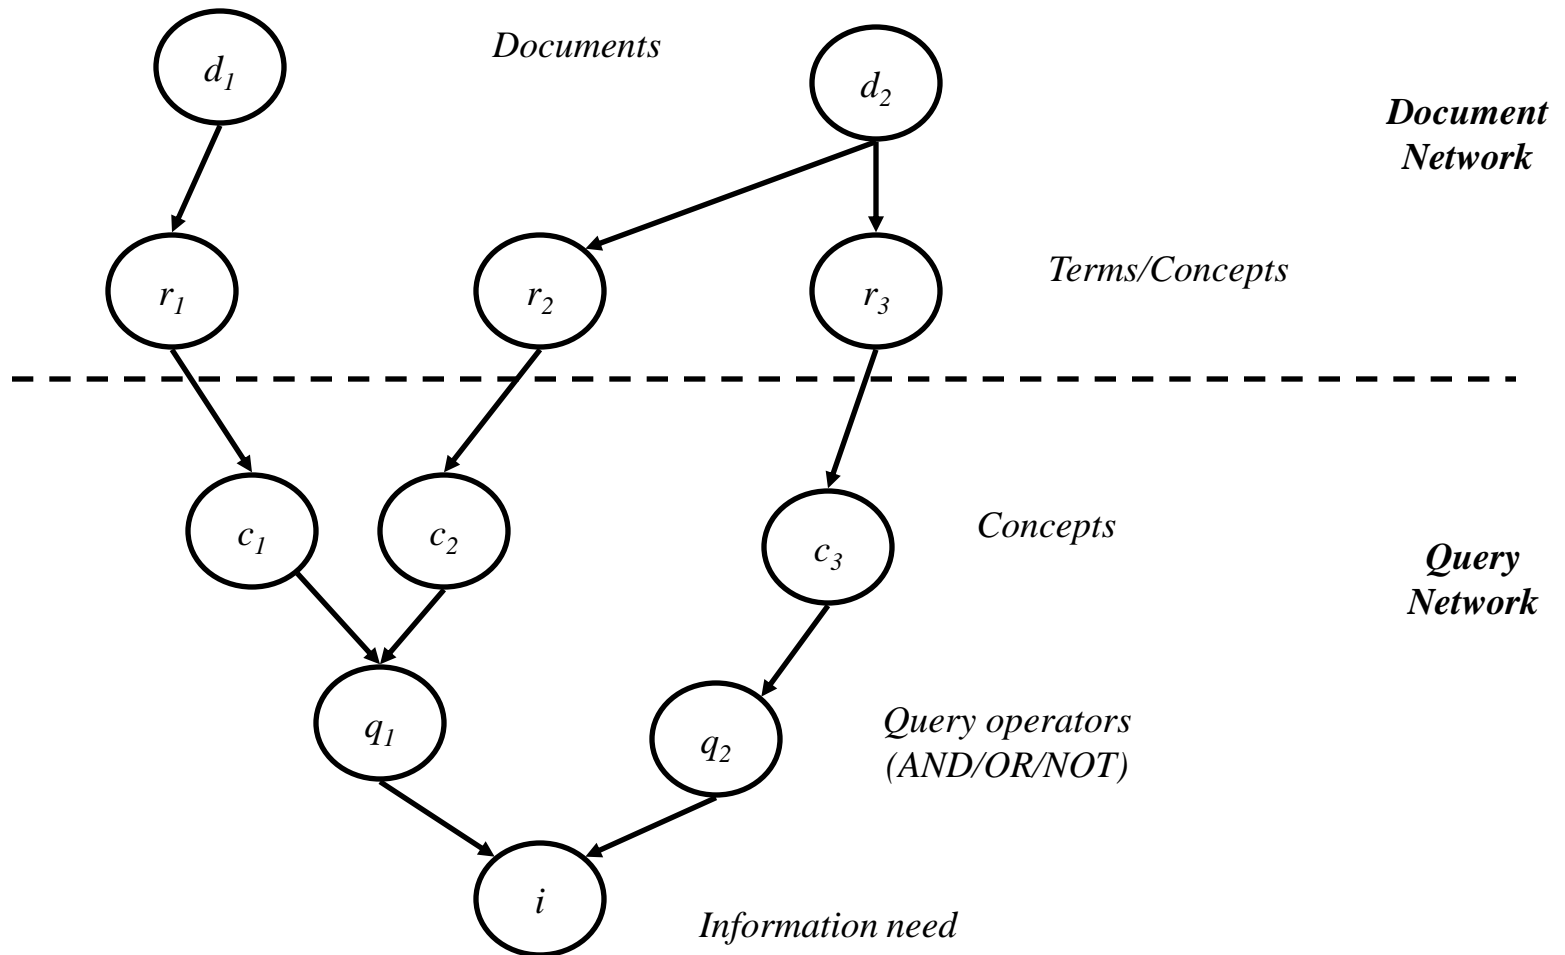 Documents
d1
d2
Document
Network
r1
r2
r3
Terms/Concepts
c1
c2
c3
Concepts
Query
Network
q1
q2
Query operators
(AND/OR/NOT)
i
Information need